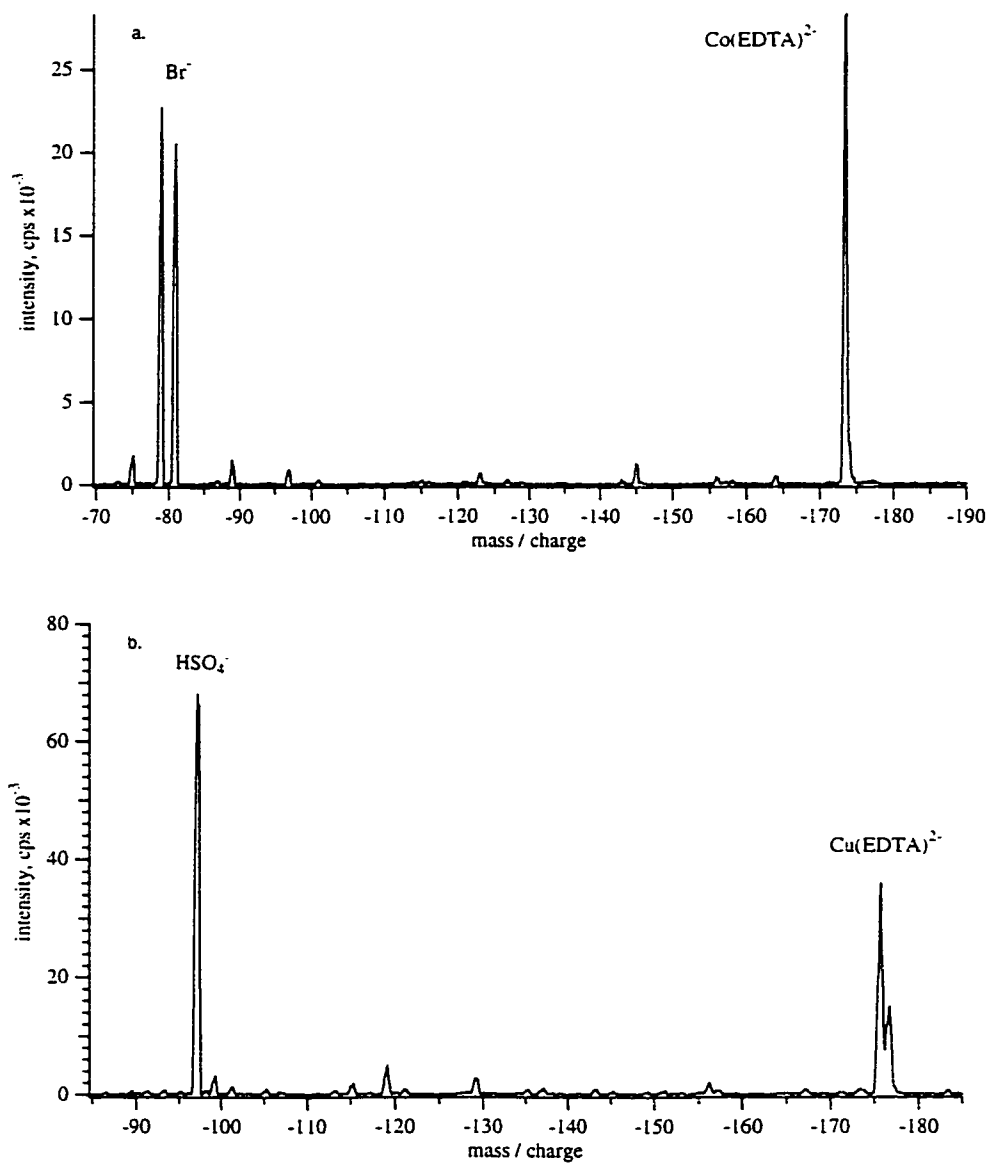 a.
Br⁻
Co(EDTA)²⁻
intensity, cps x10⁻³
25
20
15
10
5
0
-70 -80 -90 -100 -110 -120 -130 -140 -150 -160 -170 -180 -190
mass / charge
b.
HSO₄⁻
Cu(EDTA)²⁻
intensity, cps x10⁻³
80
60
40
20
0
-90 -100 -110 -120 -130 -140 -150 -160 -170 -180
mass / charge